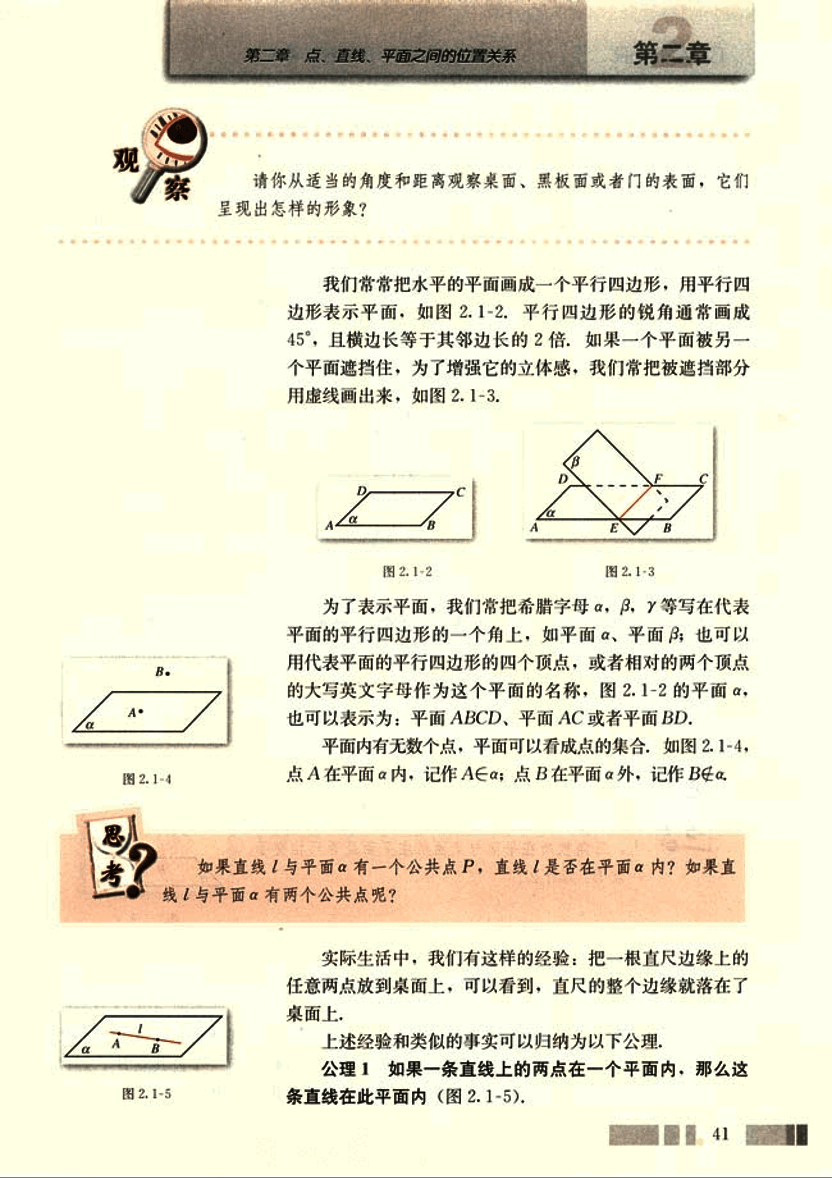 第二章 点、直线、平面之间的位置关系
第二章
观
察
请你从适当的角度和距离观察桌面、黑板面或者门的表面，它们
呈现出怎样的形象?
我们常常把水平的平面画成一个平行四边形，用平行四
边形表示平面，如图 2.1-2. 平行四边形的锐角通常画成
45°，且横边长等于其邻边长的 2 倍. 如果一个平面被另一
个平面遮挡住，为了增强它的立体感，我们常把被遮挡部分
用虚线画出来，如图 2.1-3.
D C
A α B
图 2.1-2
β
D F C
α
A E B
图 2.1-3
为了表示平面，我们常把希腊字母 α，β，γ 等写在代表
平面的平行四边形的一个角上，如平面 α、平面 β；也可以
用代表平面的平行四边形的四个顶点，或者相对的两个顶点
的大写英文字母作为这个平面的名称，图 2.1-2 的平面 α，
也可以表示为：平面 ABCD、平面 AC 或者平面 BD.
B
A
α
图 2.1-4
平面内有无数个点，平面可以看成点的集合. 如图 2.1-4，
点 A 在平面 α 内，记作 A∈α；点 B 在平面 α 外，记作 B∉α.
思
考
?
如果直线 l 与平面 α 有一个公共点 P，直线 l 是否在平面 α 内? 如果直
线 l 与平面 α 有两个公共点呢?
实际生活中，我们有这样的经验：把一根直尺边缘上的
任意两点放到桌面上，可以看到，直尺的整个边缘就落在了
桌面上.
上述经验和类似的事实可以归纳为以下公理.
公理 1 如果一条直线上的两点在一个平面内，那么这
条直线在此平面内（图 2.1-5）.
l
α A B
图 2.1-5
41